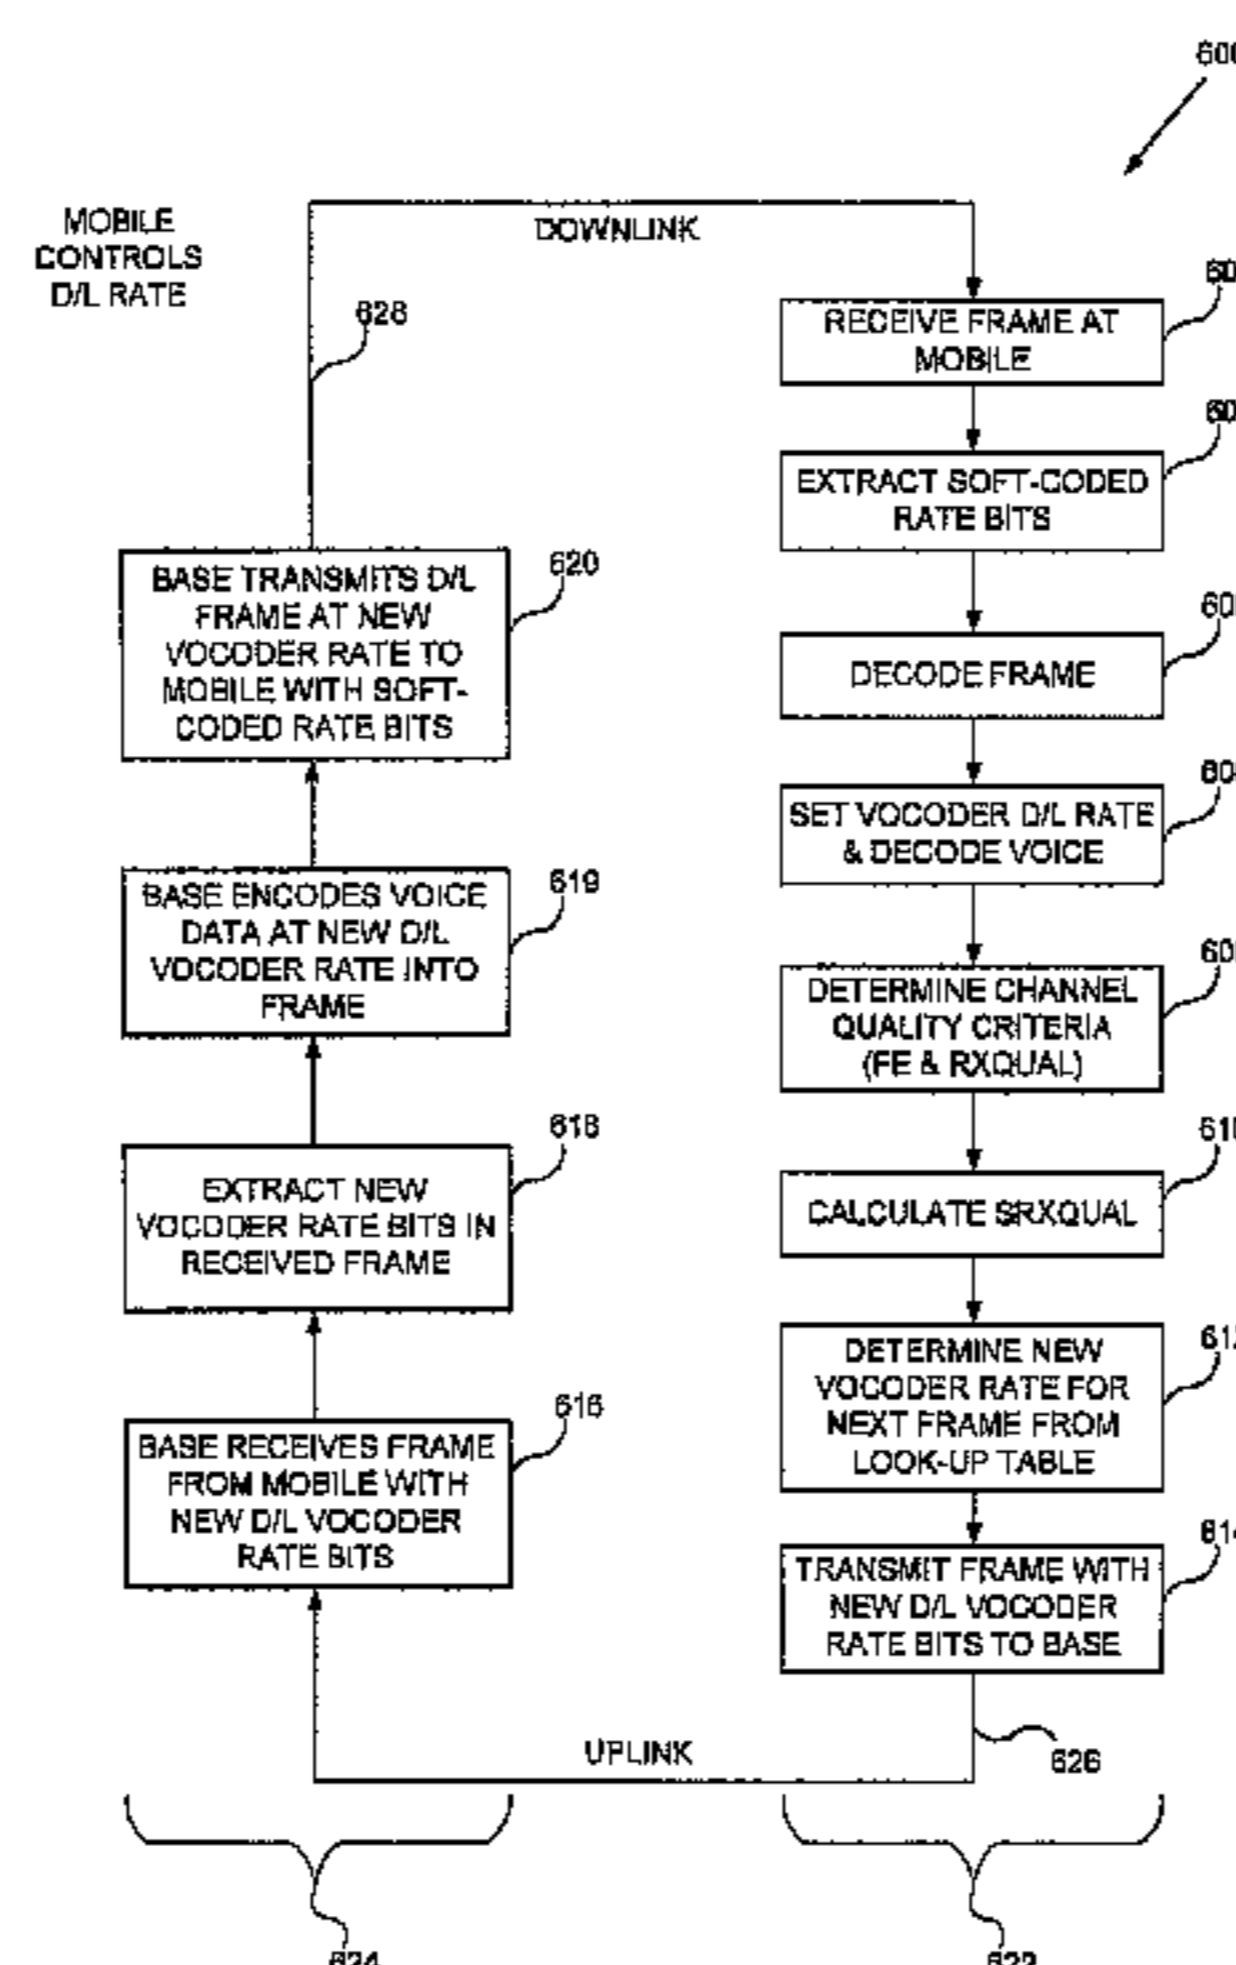 MOBILE
CONTROLS
D/L RATE
DOWNLINK
628
RECEIVE FRAME AT
MOBILE
EXTRACT SOFT-CODED
RATE BITS
DECODE FRAME
SET VOCODER D/L RATE
& DECODE VOICE
DETERMINE CHANNEL
QUALITY CRITERIA
(FE & RXQUAL)
CALCULATE SRXQUAL
DETERMINE NEW
VOCODER RATE FOR
NEXT FRAME FROM
LOOK-UP TABLE
TRANSMIT FRAME WITH
NEW D/L VOCODER
RATE BITS TO BASE
626
UPLINK
BASE RECEIVES FRAME
FROM MOBILE WITH
NEW D/L VOCODER
RATE BITS
616
EXTRACT NEW
VOCODER RATE BITS IN
RECEIVED FRAME
618
BASE ENCODES VOICE
DATA AT NEW D/L
VOCODER RATE INTO
FRAME
619
BASE TRANSMITS D/L
FRAME AT NEW
VOCODER RATE TO
MOBILE WITH SOFT-
CODED RATE BITS
620